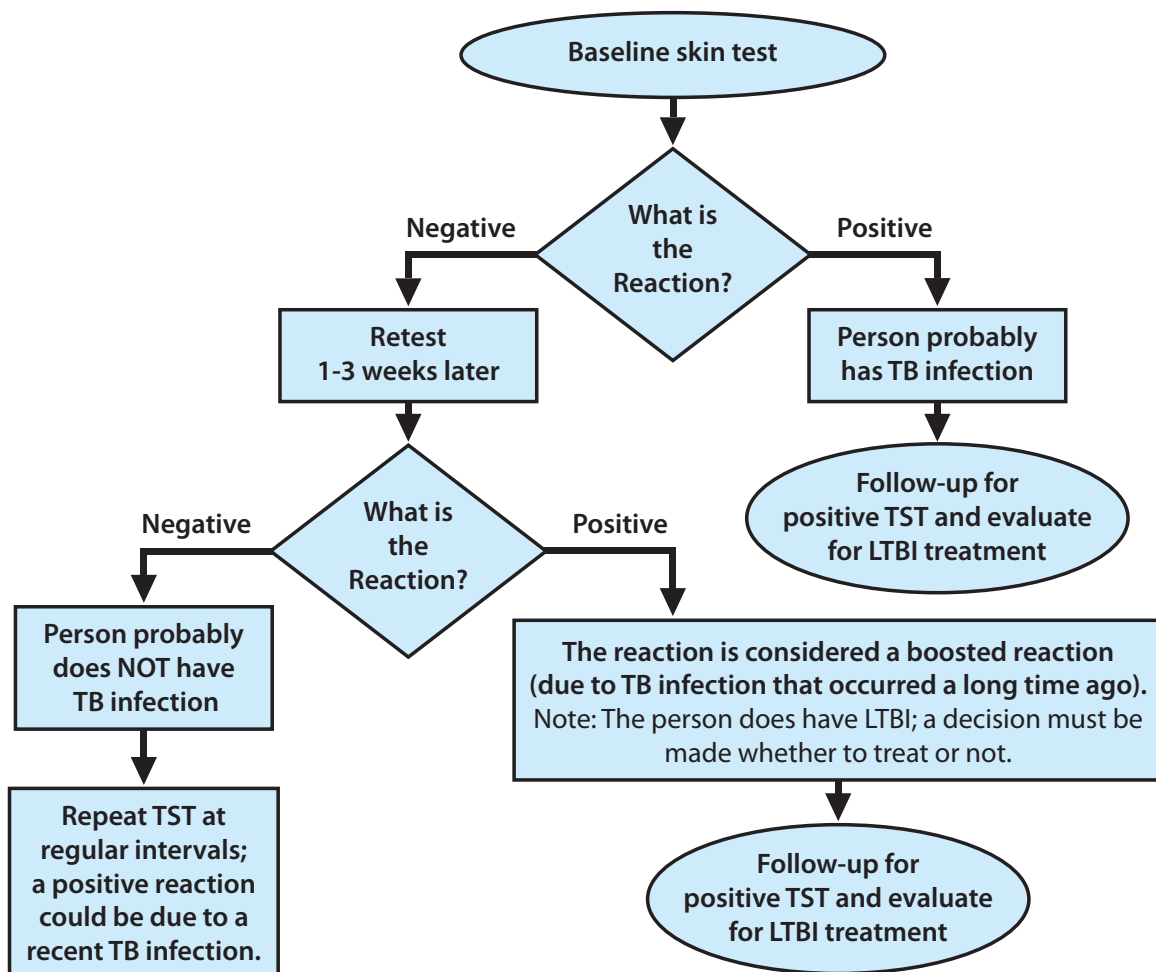 Baseline skin test
What is
the
Reaction?
Negative
Positive
Retest
1-3 weeks later
Person probably
has TB infection
Follow-up for
positive TST and evaluate
for LTBI treatment
What is
the
Reaction?
Negative
Positive
Person probably
does NOT have
TB infection
The reaction is considered a boosted reaction
(due to TB infection that occurred a long time ago).
Note: The person does have LTBI; a decision must be
made whether to treat or not.
Repeat TST at
regular intervals;
a positive reaction
could be due to a
recent TB infection.
Follow-up for
positive TST and evaluate
for LTBI treatment